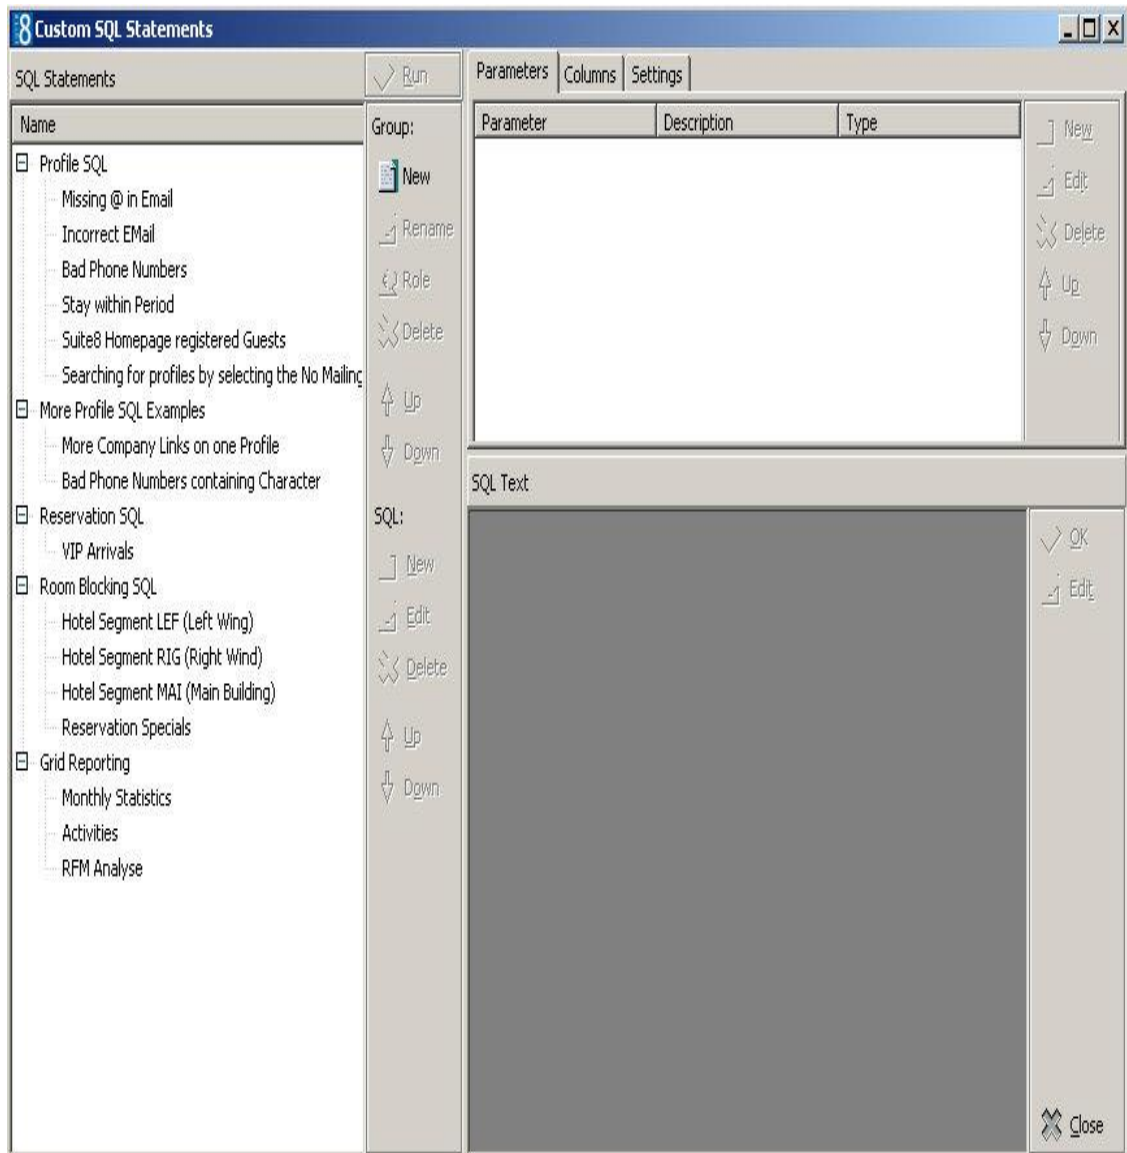 8 Custom SQL Statements
SQL Statements
Run
Name
Profile SQL
Missing @ in Email
Incorrect EMail
Bad Phone Numbers
Stay within Period
Suite8 Homepage registered Guests
Searching for profiles by selecting the No Mailing
More Profile SQL Examples
More Company Links on one Profile
Bad Phone Numbers containing Character
Reservation SQL
VIP Arrivals
Room Blocking SQL
Hotel Segment LEF (Left Wing)
Hotel Segment RIG (Right Wind)
Hotel Segment MAI (Main Building)
Reservation Specials
Grid Reporting
Monthly Statistics
Activities
RFM Analyse
Group:
New
Rename
Role
Delete
Up
Down
SQL:
New
Edit
Delete
Up
Down
Parameters Columns Settings
Parameter Description Type
New
Edit
Delete
Up
Down
SQL Text
OK
Edit
Close